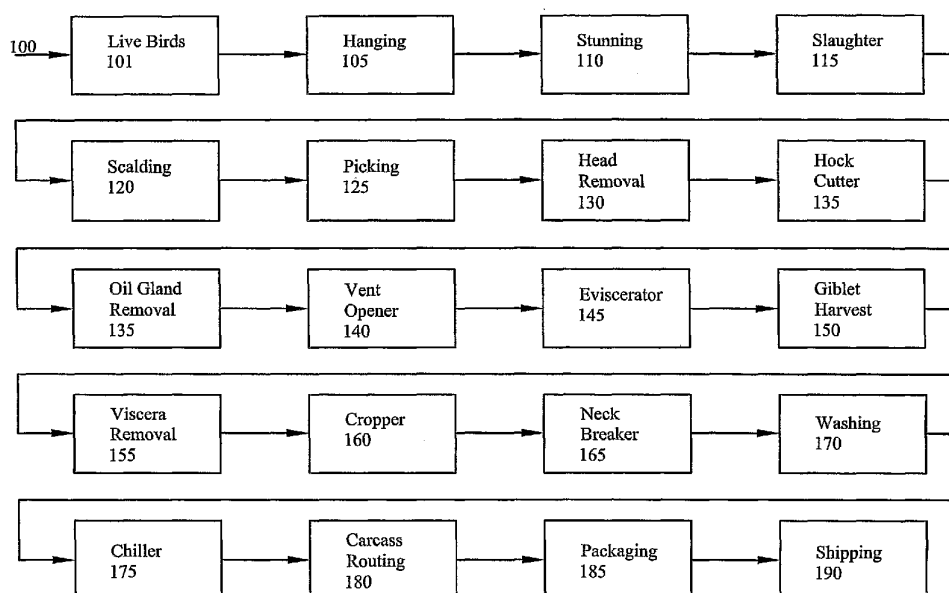 100
Live Birds
101
Hanging
105
Stunning
110
Slaughter
115
Scalding
120
Picking
125
Head
Removal
130
Hock
Cutter
135
Oil Gland
Removal
135
Vent
Opener
140
Eviscerator
145
Giblet
Harvest
150
Viscera
Removal
155
Cropper
160
Neck
Breaker
165
Washing
170
Chiller
175
Carcass
Routing
180
Packaging
185
Shipping
190